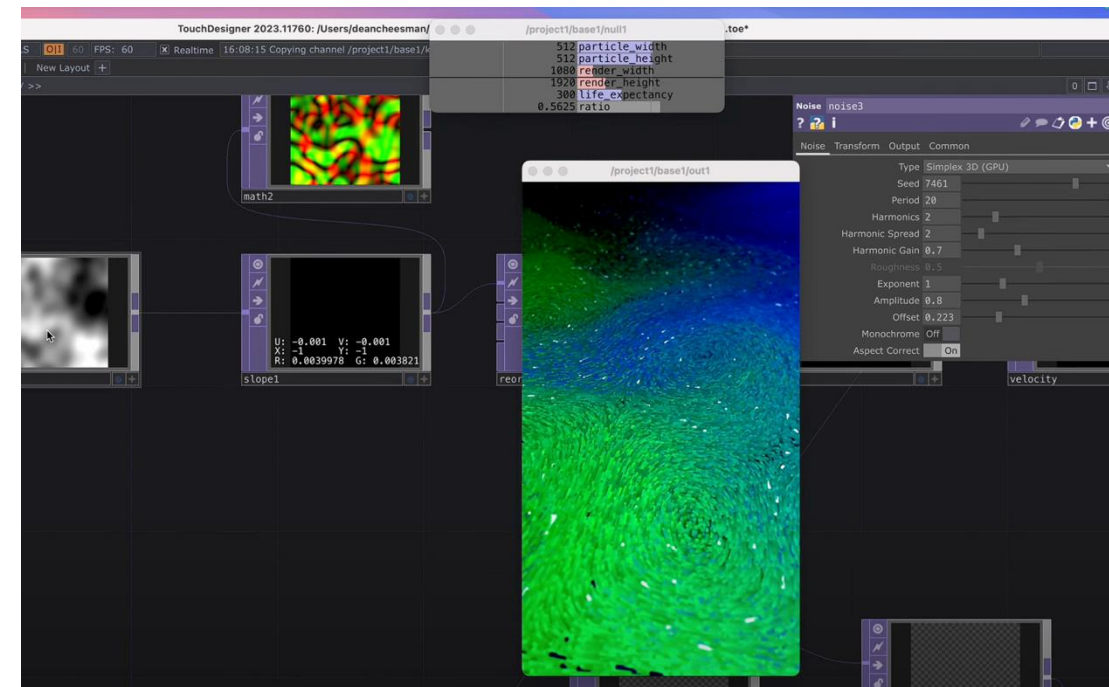 TouchDesigner 2023.11760: /Users/deancheesman/
.toe*
/project1/base1/null1
512 particle_width
512 particle_height
1080 render_width
1920 render_height
300 life_expectancy
0.5625 ratio
O|I 60 FPS: 60 Realtime 16:08:15 Copying channel /project1/base1/k
New Layout +
/ >>
0
math2
slope1
U: -0.001 V: -0.001
X: -1 Y: -1
R: 0.0039978 G: 0.003821
reor
/project1/base1/out1
Noise noise3
? ? i
Noise Transform Output Common
Type Simplex 3D (GPU)
Seed 7461
Period 20
Harmonics 2
Harmonic Spread 2
Harmonic Gain 0.7
Roughness 0.5
Exponent 1
Amplitude 0.8
Offset 0.223
Monochrome Off
Aspect Correct On
velocity